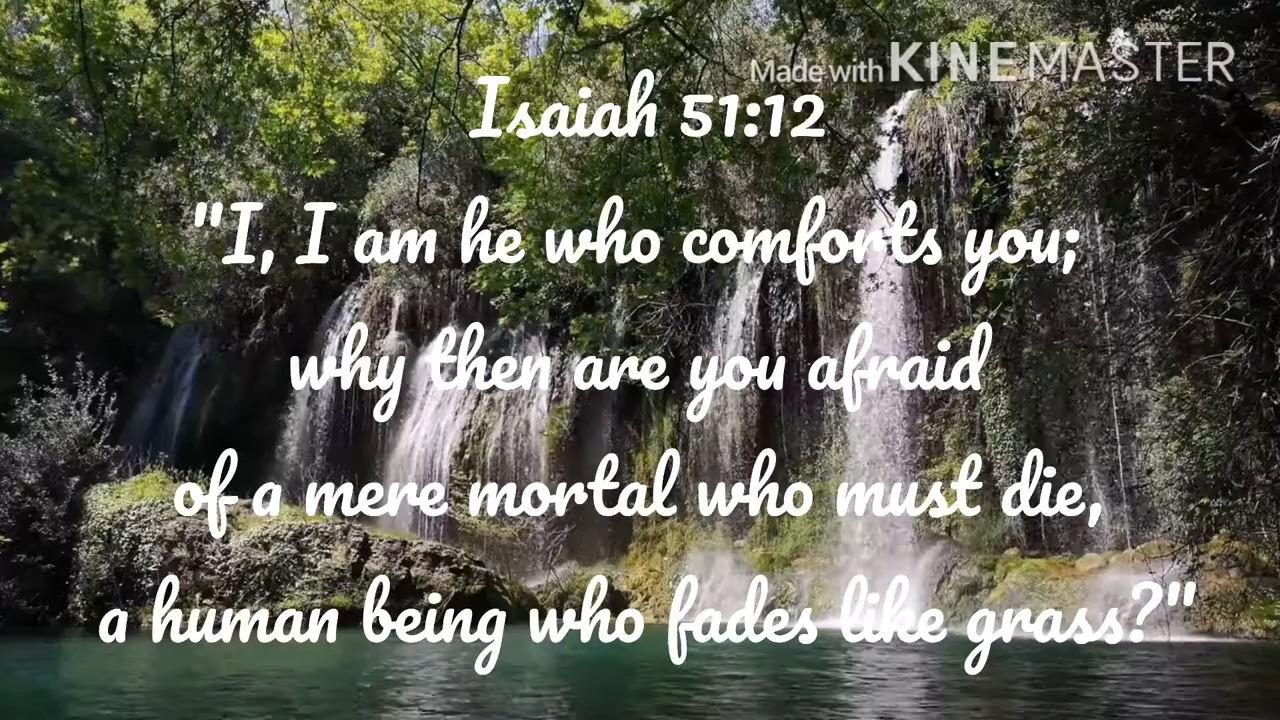 Made with KINEMASTER
Isaiah 51:12
"I, I am he who comforts you;
why then are you afraid
of a mere mortal who must die,
a human being who fades like grass?"